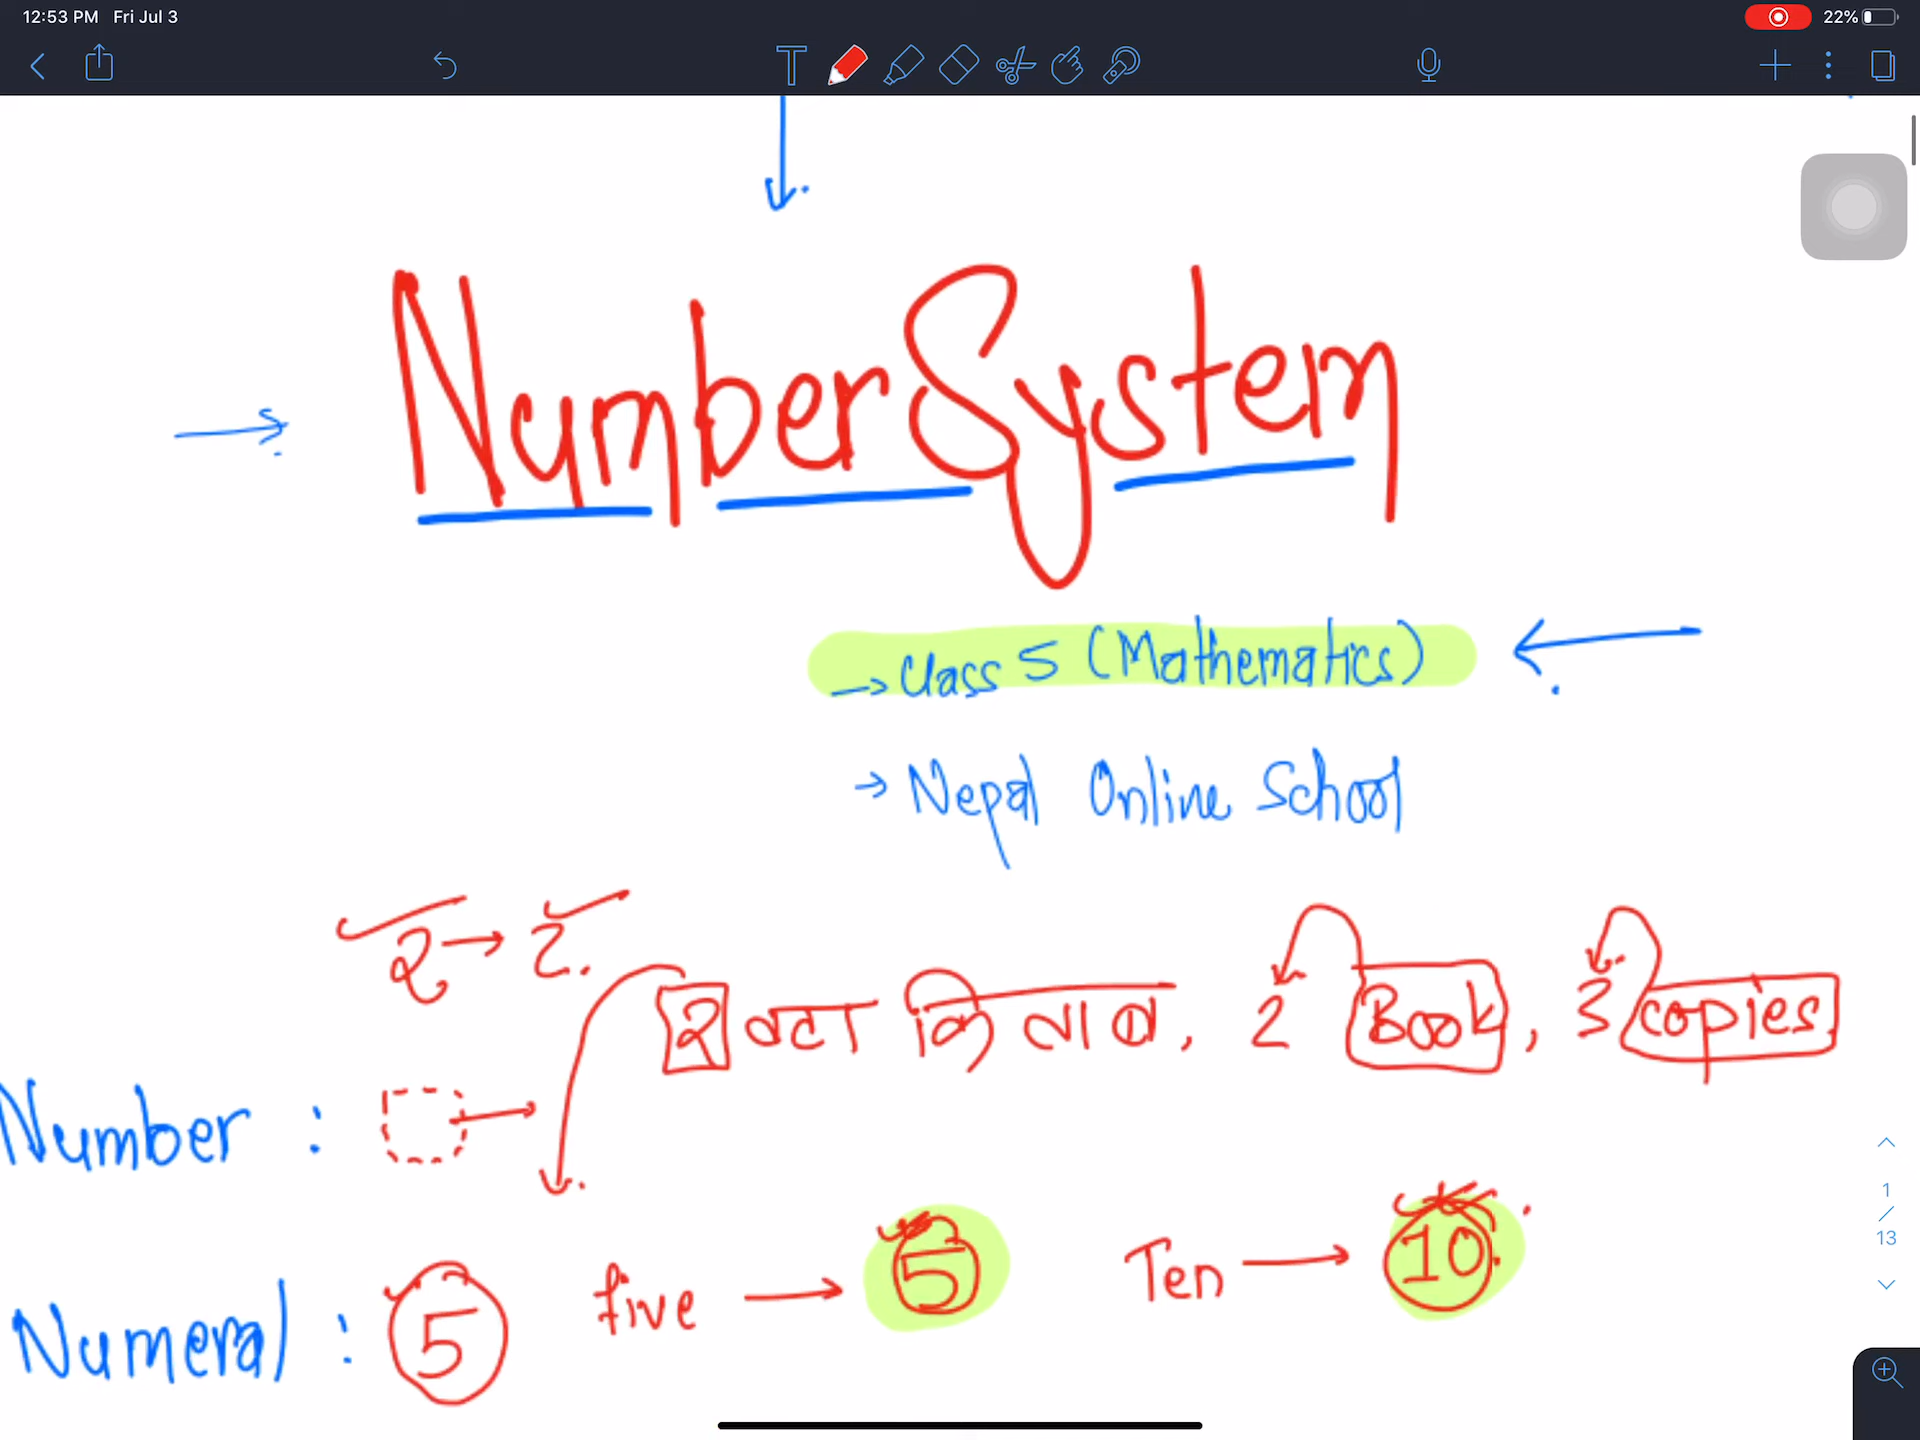 12:53 PM Fri Jul 3
22%
Number System
→ Class 5 (Mathematics)
→ Nepal Online School
२ → 2.
२ वटा किताब, 2 Book, 3 copies.
Number :
Numeral : 5 five → 5 Ten → 10.
1
/
13